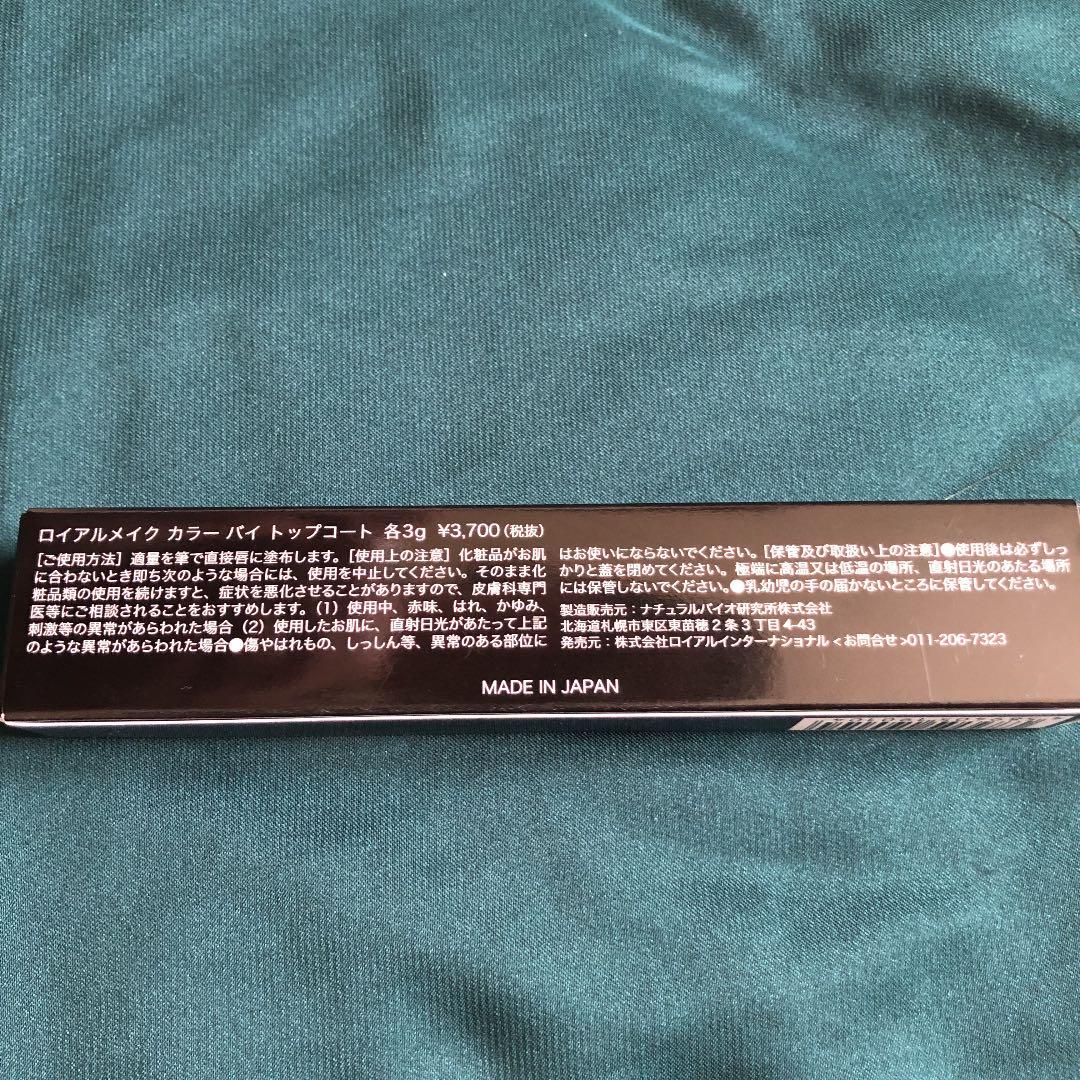 ロイアルメイク カラー バイ トップコート 各3g ¥3,700(税抜)
[ご使用方法] 適量を筆で直接唇に塗布します。[使用上の注意] 化粧品がお肌
に合わないとき即ち次のような場合には、使用を中止してください。そのまま化
粧品類の使用を続けますと、症状を悪化させることがありますので、皮膚科専門
医等にご相談されることをおすすめします。(1) 使用中、赤味、はれ、かゆみ、
刺激等の異常があらわれた場合 (2) 使用したお肌に、直射日光があたって上記
のような異常があらわれた場合●傷やはれもの、しっしん等、異常のある部位に
はお使いにならないでください。[保管及び取扱い上の注意]●使用後は必ずしっ
かりと蓋を閉めてください。極端に高温又は低温の場所、直射日光のあたる場所
には保管しないでください。●乳幼児の手の届かないところに保管してください。
製造販売元:ナチュラルバイオ研究所株式会社
北海道札幌市東区東苗穂2条3丁目4-43
発売元:株式会社ロイアルインターナショナル<お問合せ>011-206-7323
MADE IN JAPAN